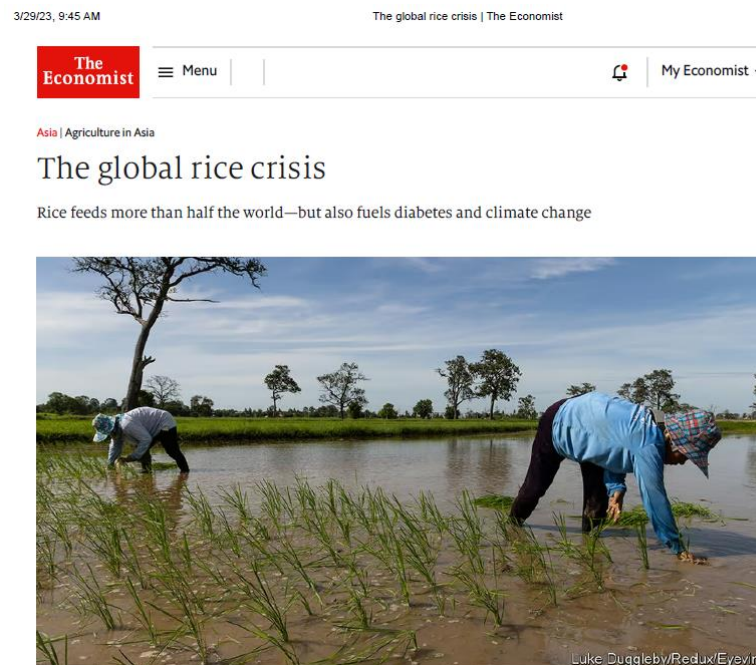 3/29/23, 9:45 AM The global rice crisis | The Economist
The
Economist
Menu
My Economist
Asia | Agriculture in Asia
The global rice crisis
Rice feeds more than half the world—but also fuels diabetes and climate change
Luke Duggleby/Redux/Eyevi